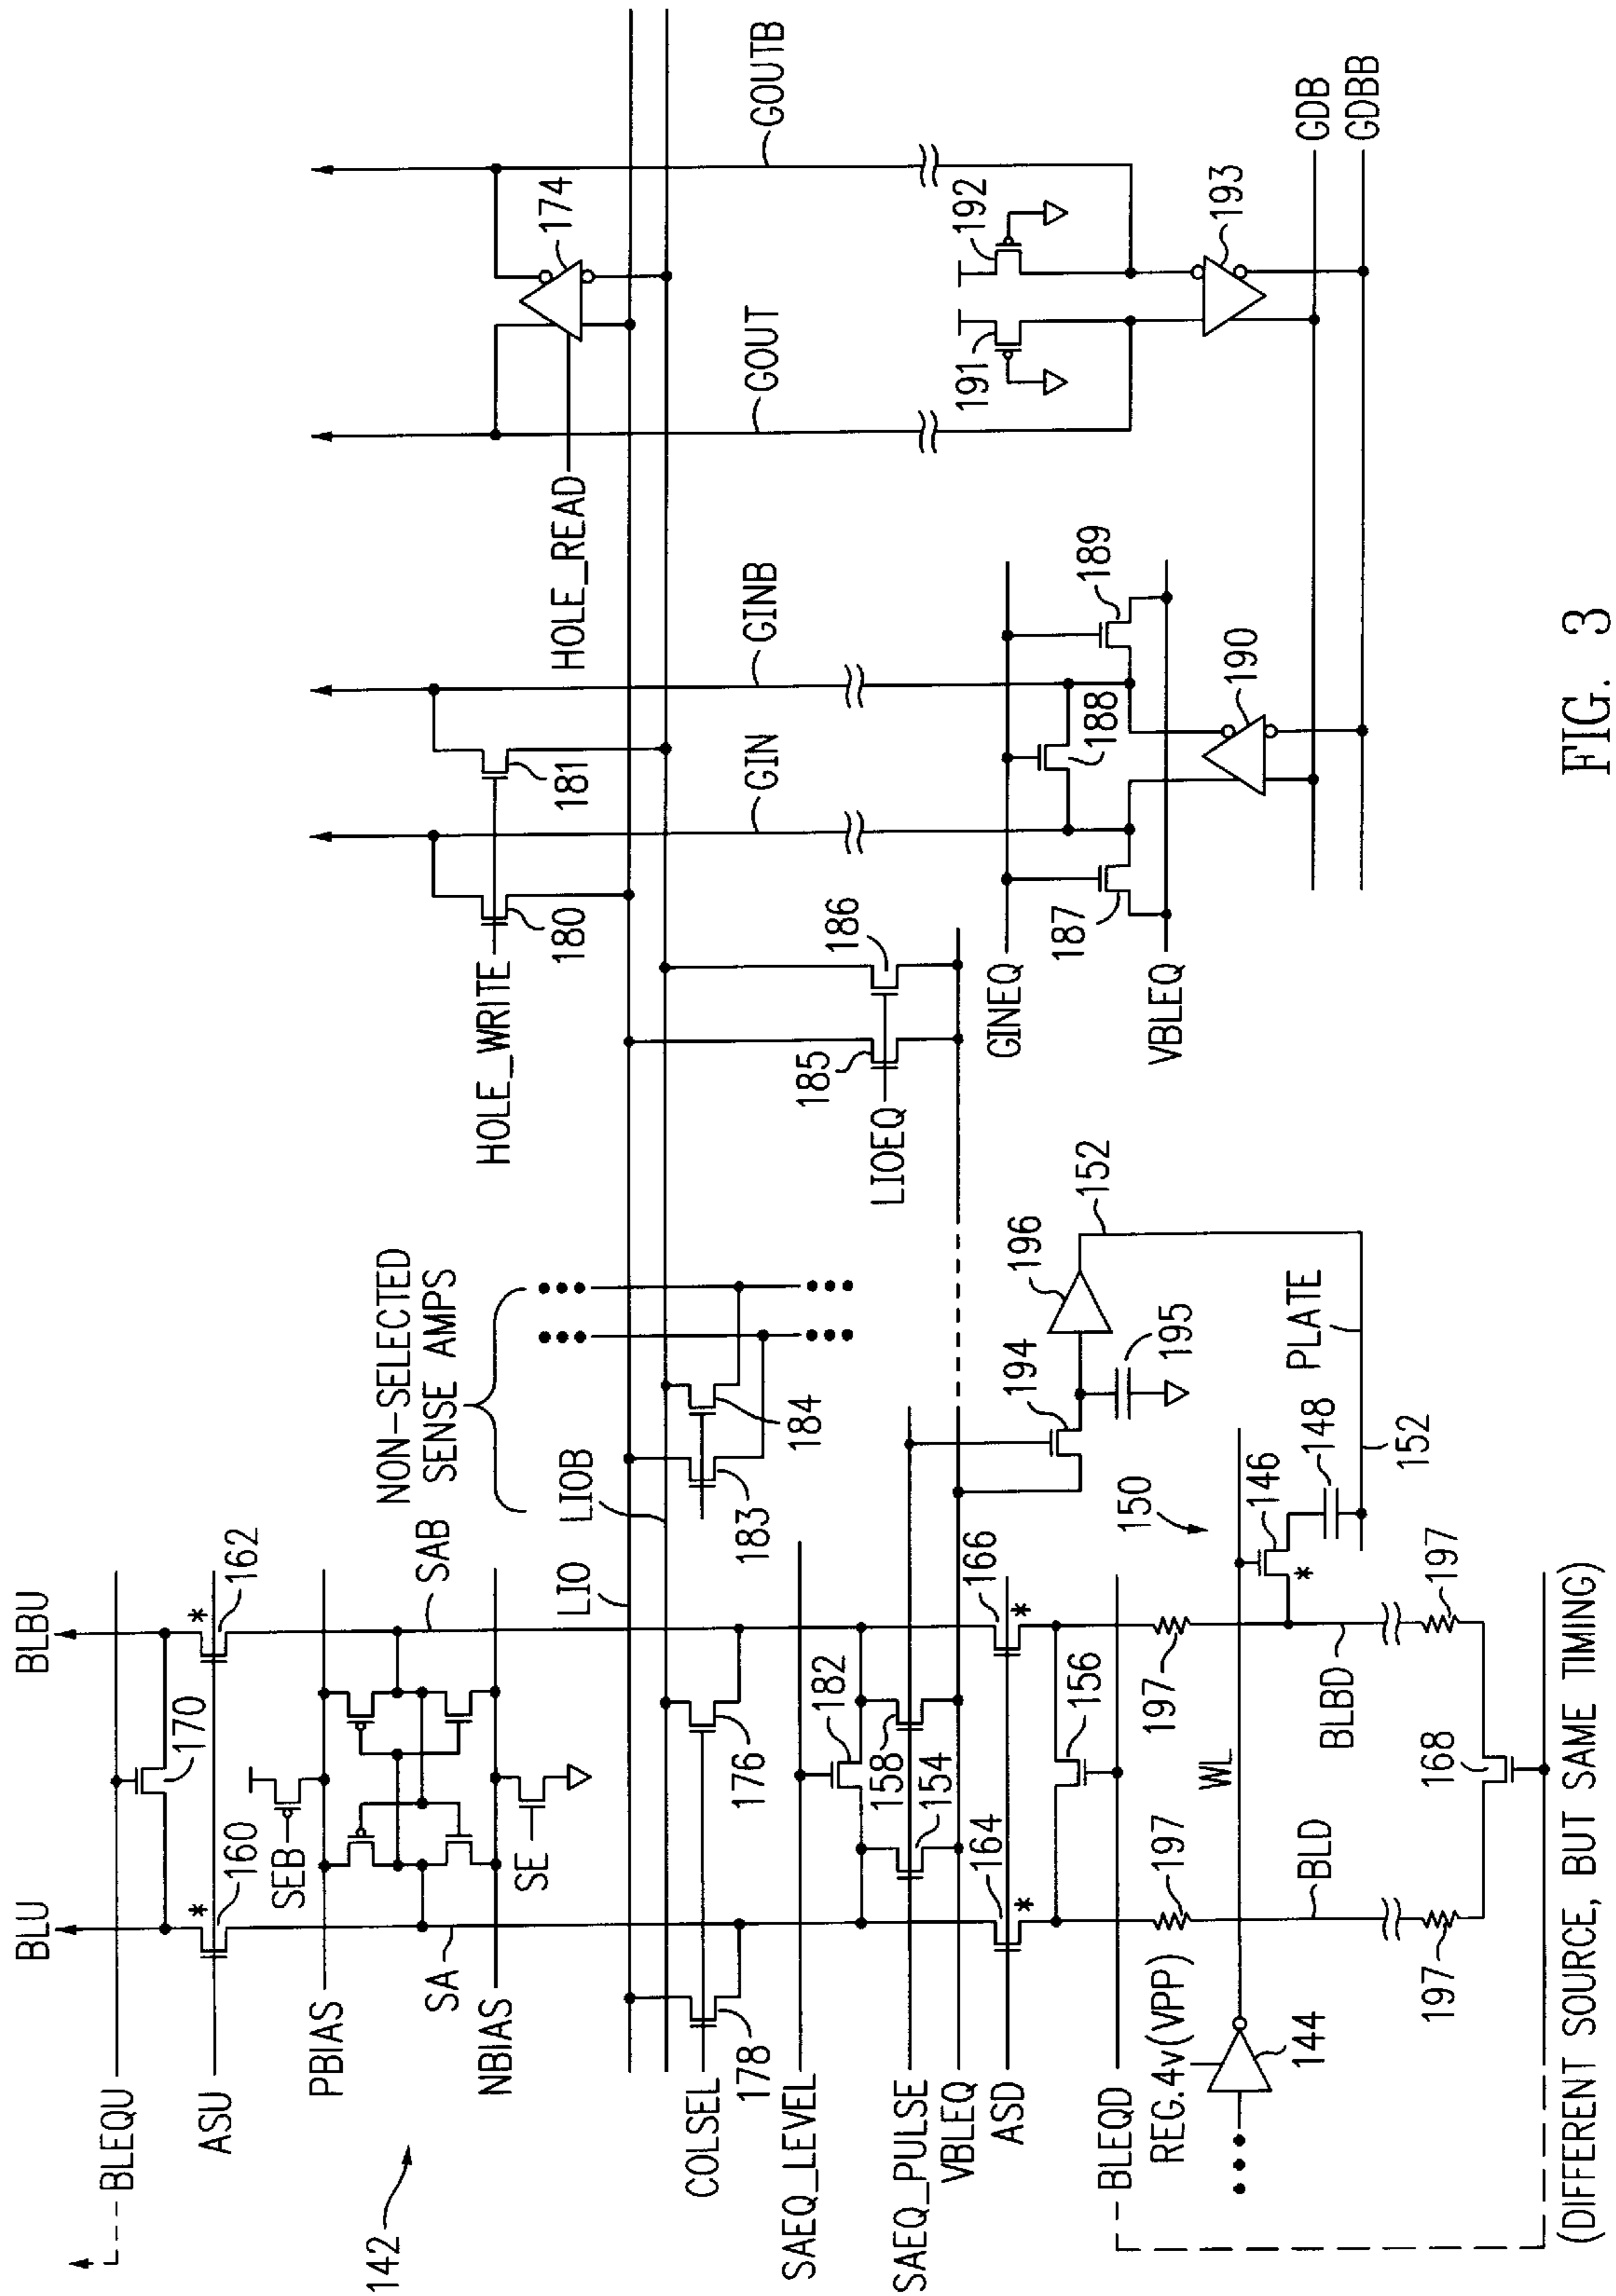 BLU
BLBU
BLEQU
170
160
*
*
162
ASU
SEB
PBIAS
SA
SAB
NBIAS
SE
142
NON-SELECTED
SENSE AMPS
LIO
LIOB
COLSEL
178
176
183
184
SAEQ_LEVEL
182
SAEQ_PULSE
158
154
VBLEQ
164
166
ASD
*
*
BLEQD
156
REG.4v(VPP)
144
WL
197
197
150
146
*
148
152
PLATE
194
195
196
152
BLD
BLBD
197
197
168
(DIFFERENT SOURCE, BUT SAME TIMING)
HOLE_WRITE
180
181
HOLE_READ
174
GIN
GINB
GOUT
GOUTB
LIOEQ
185
186
GINEQ
187
188
189
VBLEQ
190
191
192
193
GDB
GDBB
FIG. 3